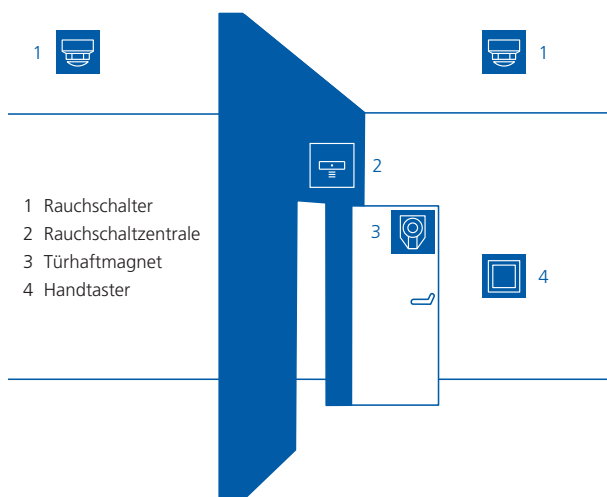 1
1
2
1 Rauchschalter
2 Rauchschaltzentrale
3 Türhaftmagnet
4 Handtaster
3
4